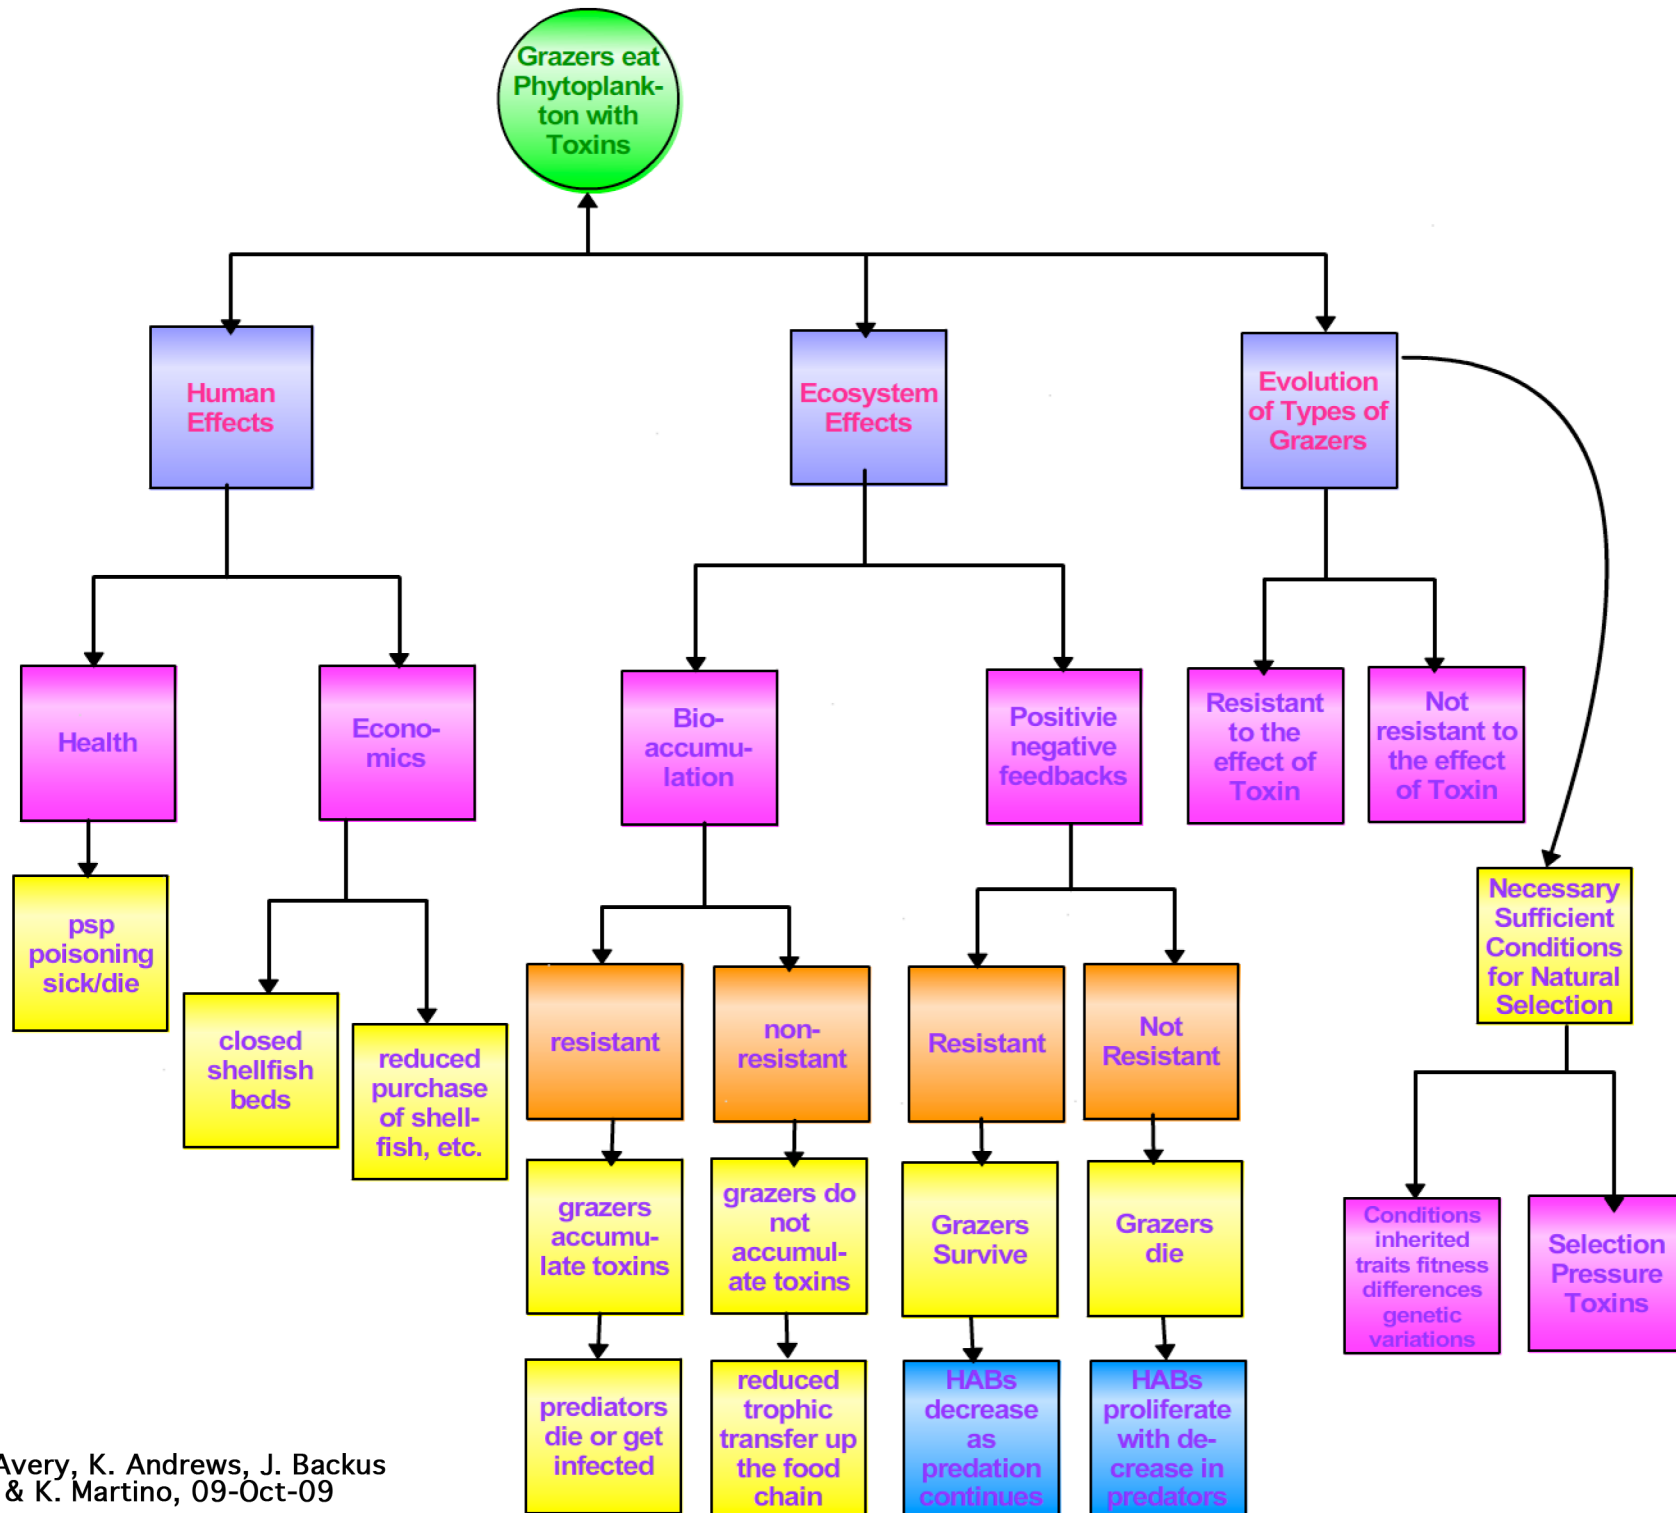 Grazers eat
Phytoplank-
ton with
Toxins
Human
Effects
Ecosystem
Effects
Evolution
of Types of
Grazers
Health
Econo-
mics
Bio-
accumu-
lation
Positivie
negative
feedbacks
Resistant
to the
effect of
Toxin
Not
resistant to
the effect
of Toxin
psp
poisoning
sick/die
closed
shellfish
beds
reduced
purchase
of shell-
fish, etc.
resistant
non-
resistant
Resistant
Not
Resistant
Necessary
Sufficient
Conditions
for Natural
Selection
grazers
accumu-
late toxins
grazers do
not
accumul-
ate toxins
Grazers
Survive
Grazers
die
Conditions
inherited
traits fitness
differences
genetic
variations
Selection
Pressure
Toxins
prediators
die or get
infected
reduced
trophic
transfer up
the food
chain
HABs
decrease
as
predation
continues
HABs
proliferate
with de-
crease in
predators
Avery, K. Andrews, J. Backus
& K. Martino, 09-Oct-09